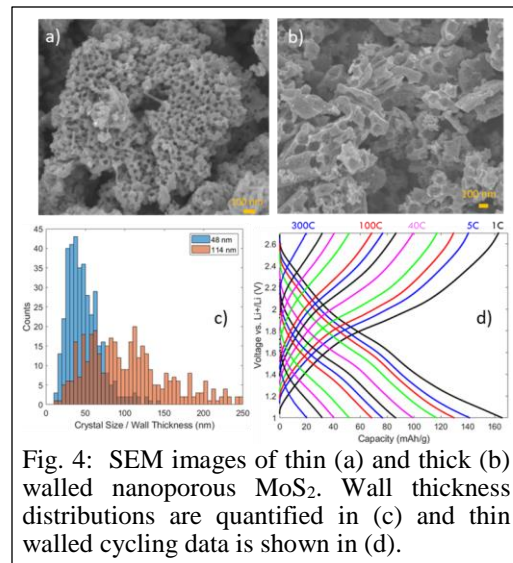 a)
b)
100 nm
100 nm
48 nm
114 nm
c)
Counts
45
40
35
30
25
20
15
10
5
0
0 50 100 150 200 250
Crystal Size / Wall Thickness (nm)
300C 100C 40C 5C 1C
d)
Voltage vs. Li+/Li (V)
2.6
2.4
2.2
2
1.8
1.6
1.4
1.2
1
0 20 40 60 80 100 120 140 160
Capacity (mAh/g)
Fig. 4: SEM images of thin (a) and thick (b)
walled nanoporous MoS₂. Wall thickness
distributions are quantified in (c) and thin
walled cycling data is shown in (d).